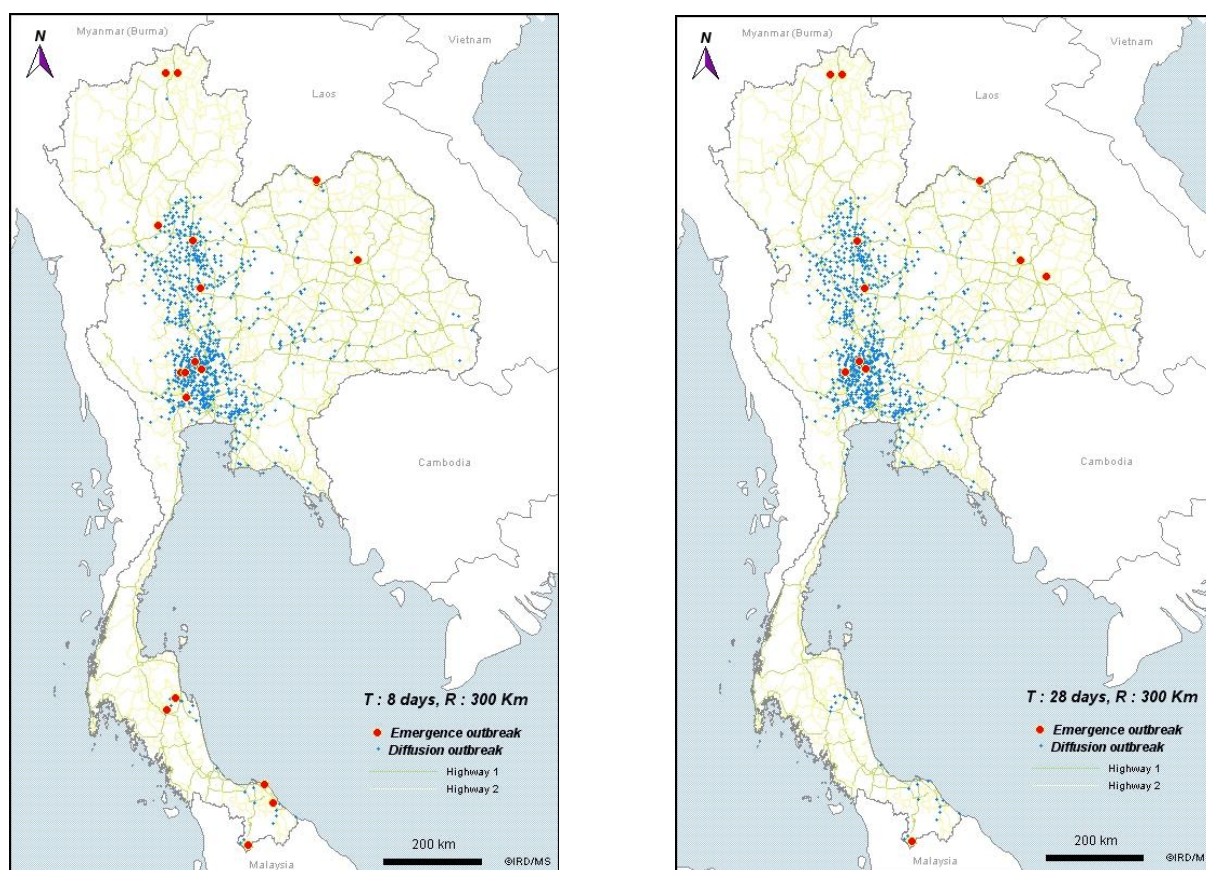 Myanmar (Burma)
N
Vietnam
Laos
Cambodia
T : 8 days, R : 300 Km
Emergence outbreak
Diffusion outbreak
Highway 1
Highway 2
200 km
Malaysia
©IRD/MS
Myanmar (Burma)
N
Vietnam
Laos
Cambodia
T : 28 days, R : 300 Km
Emergence outbreak
Diffusion outbreak
Highway 1
Highway 2
200 km
Malaysia
©IRD/M